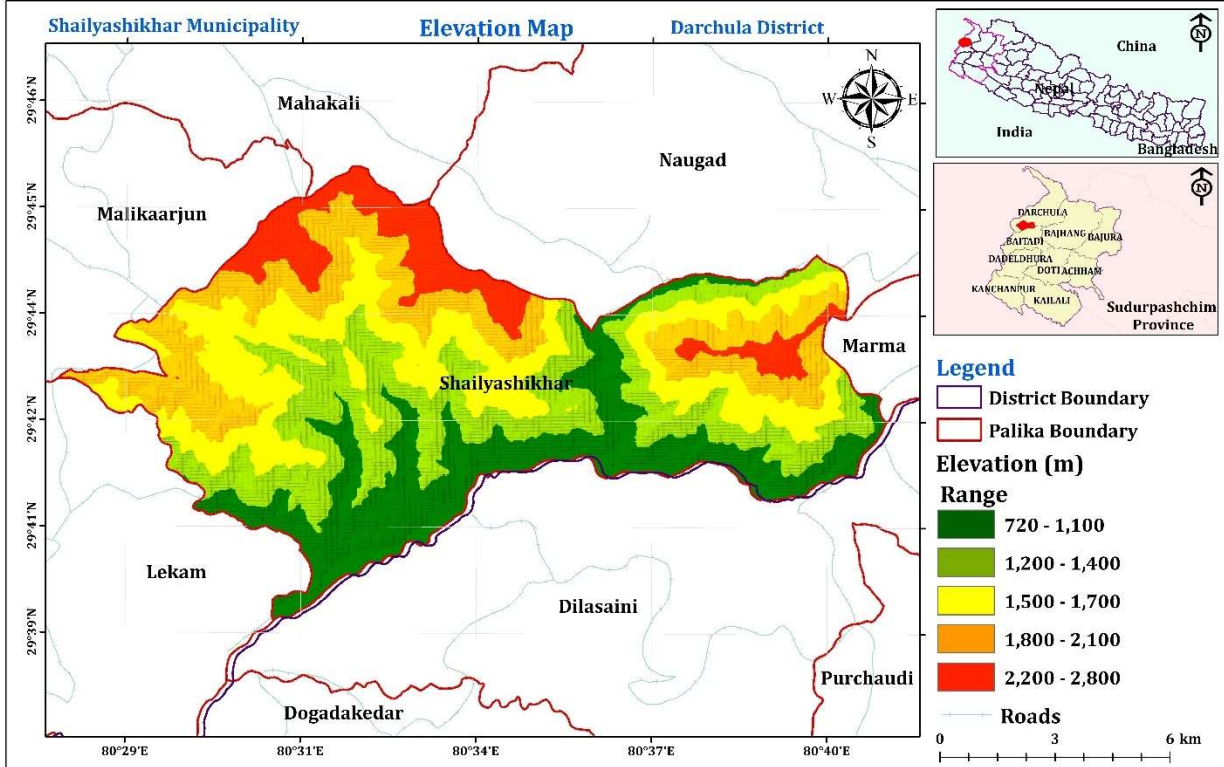 Shailyashikhar Municipality
Elevation Map
Darchula District
29°46'N
29°45'N
29°44'N
29°42'N
29°41'N
29°39'N
Mahakali
N
W
E
S
Naugad
Malikaarjun
Marma
Shailyashikhar
Lekam
Dilasaini
Purchaudi
Dogadakedar
80°29'E
80°31'E
80°34'E
80°37'E
80°40'E
N
China
Nepal
India
Bangladesh
N
DARCHULA
BAJHANG
BAJURA
BAITADI
DADELDHURA
DOTI
ACHHAM
KANCHANPUR
KAILALI
Sudurpashchim
Province
Legend
District Boundary
Palika Boundary
Elevation (m)
Range
720 - 1,100
1,200 - 1,400
1,500 - 1,700
1,800 - 2,100
2,200 - 2,800
Roads
0 3 6 km